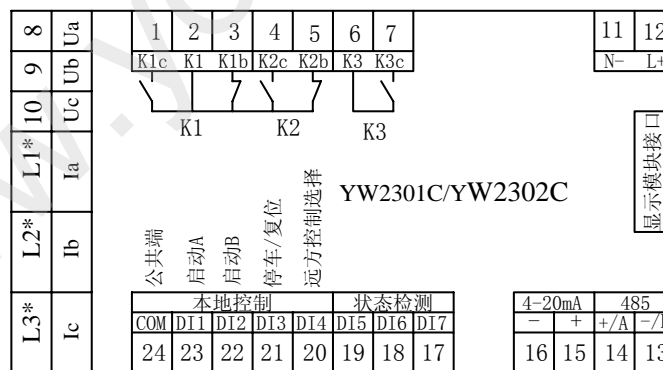 8 Ua
9 Ub
10 Uc
L1* Ia
L2* Ib
L3* Ic
1 2 3 4 5 6 7
K1c K1 K1b K2c K2b K3 K3c
K1 K2 K3
11 12
N- L+
显示模块接口
YW2301C/YW2302C
公共端
启动A
启动B
停车/复位
远方控制选择
本地控制 状态检测
COM DI1 DI2 DI3 DI4 DI5 DI6 DI7
24 23 22 21 20 19 18 17
4-20mA 485
- + +/A -/
16 15 14 13